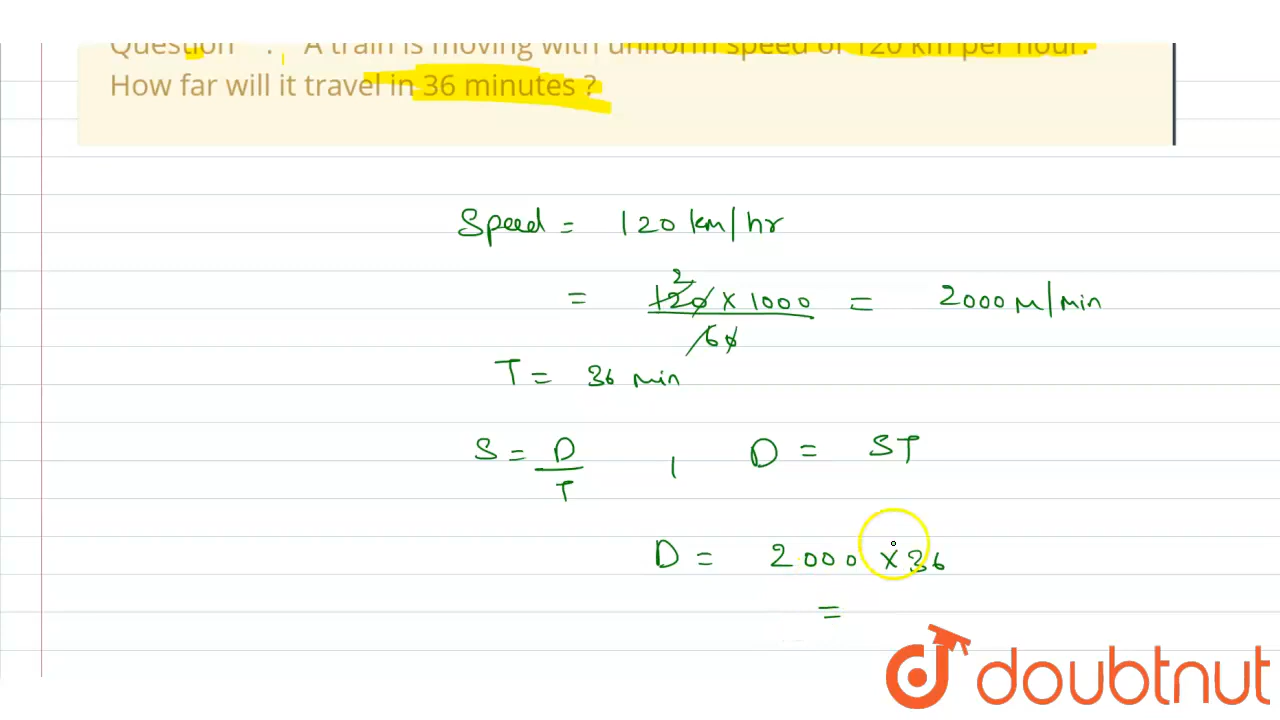 Question : A train is moving with uniform speed of 120 km per hour.
How far will it travel in 36 minutes ?
Speed = 120 km/hr
2
= 120 x 1000 = 2000 m/min
60
T = 36 min
S = D , D = ST
T
D = 2000 x 36
=
doubtnut